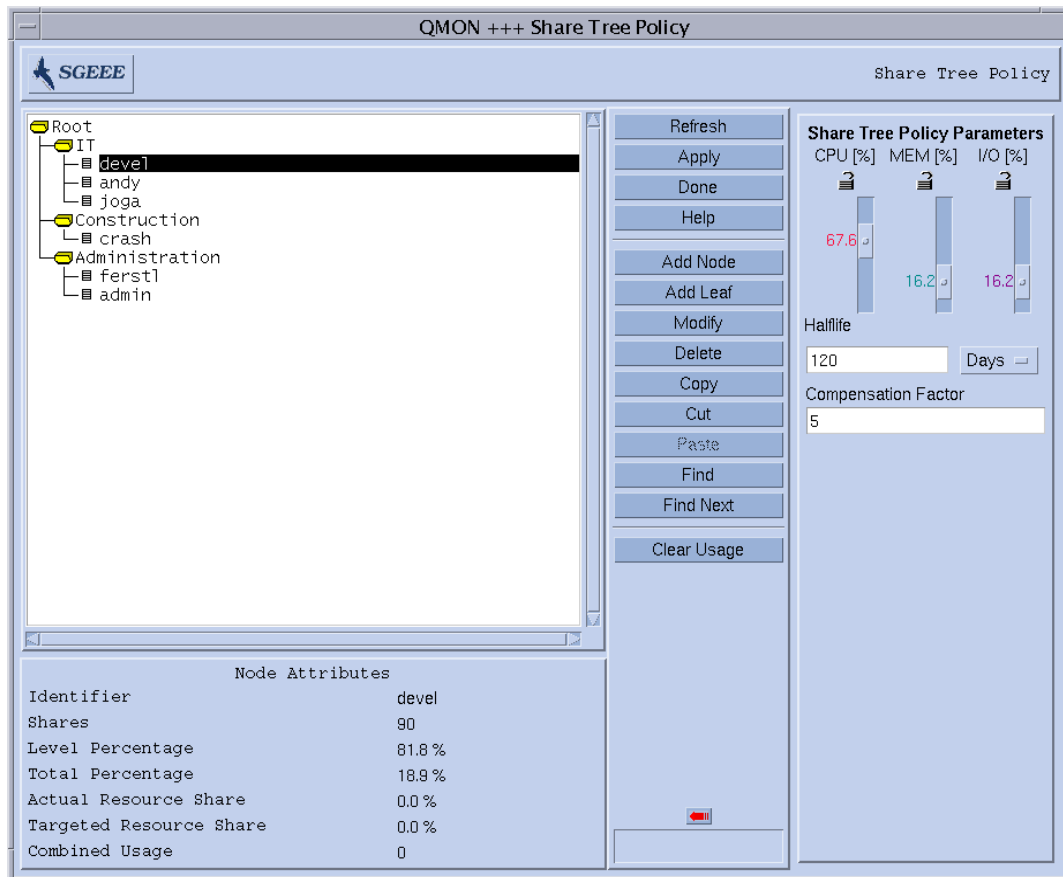 QMON +++ Share Tree Policy
SGEEE
Share Tree Policy
Root
IT
devel
andy
joga
Construction
crash
Administration
ferstl
admin
Refresh
Apply
Done
Help
Add Node
Add Leaf
Modify
Delete
Copy
Cut
Paste
Find
Find Next
Clear Usage
Share Tree Policy Parameters
CPU [%] MEM [%] I/O [%]
67.6
16.2 16.2
Halflife
120 Days
Compensation Factor
5
Node Attributes
Identifier devel
Shares 90
Level Percentage 81.8 %
Total Percentage 18.9 %
Actual Resource Share 0.0 %
Targeted Resource Share 0.0 %
Combined Usage 0